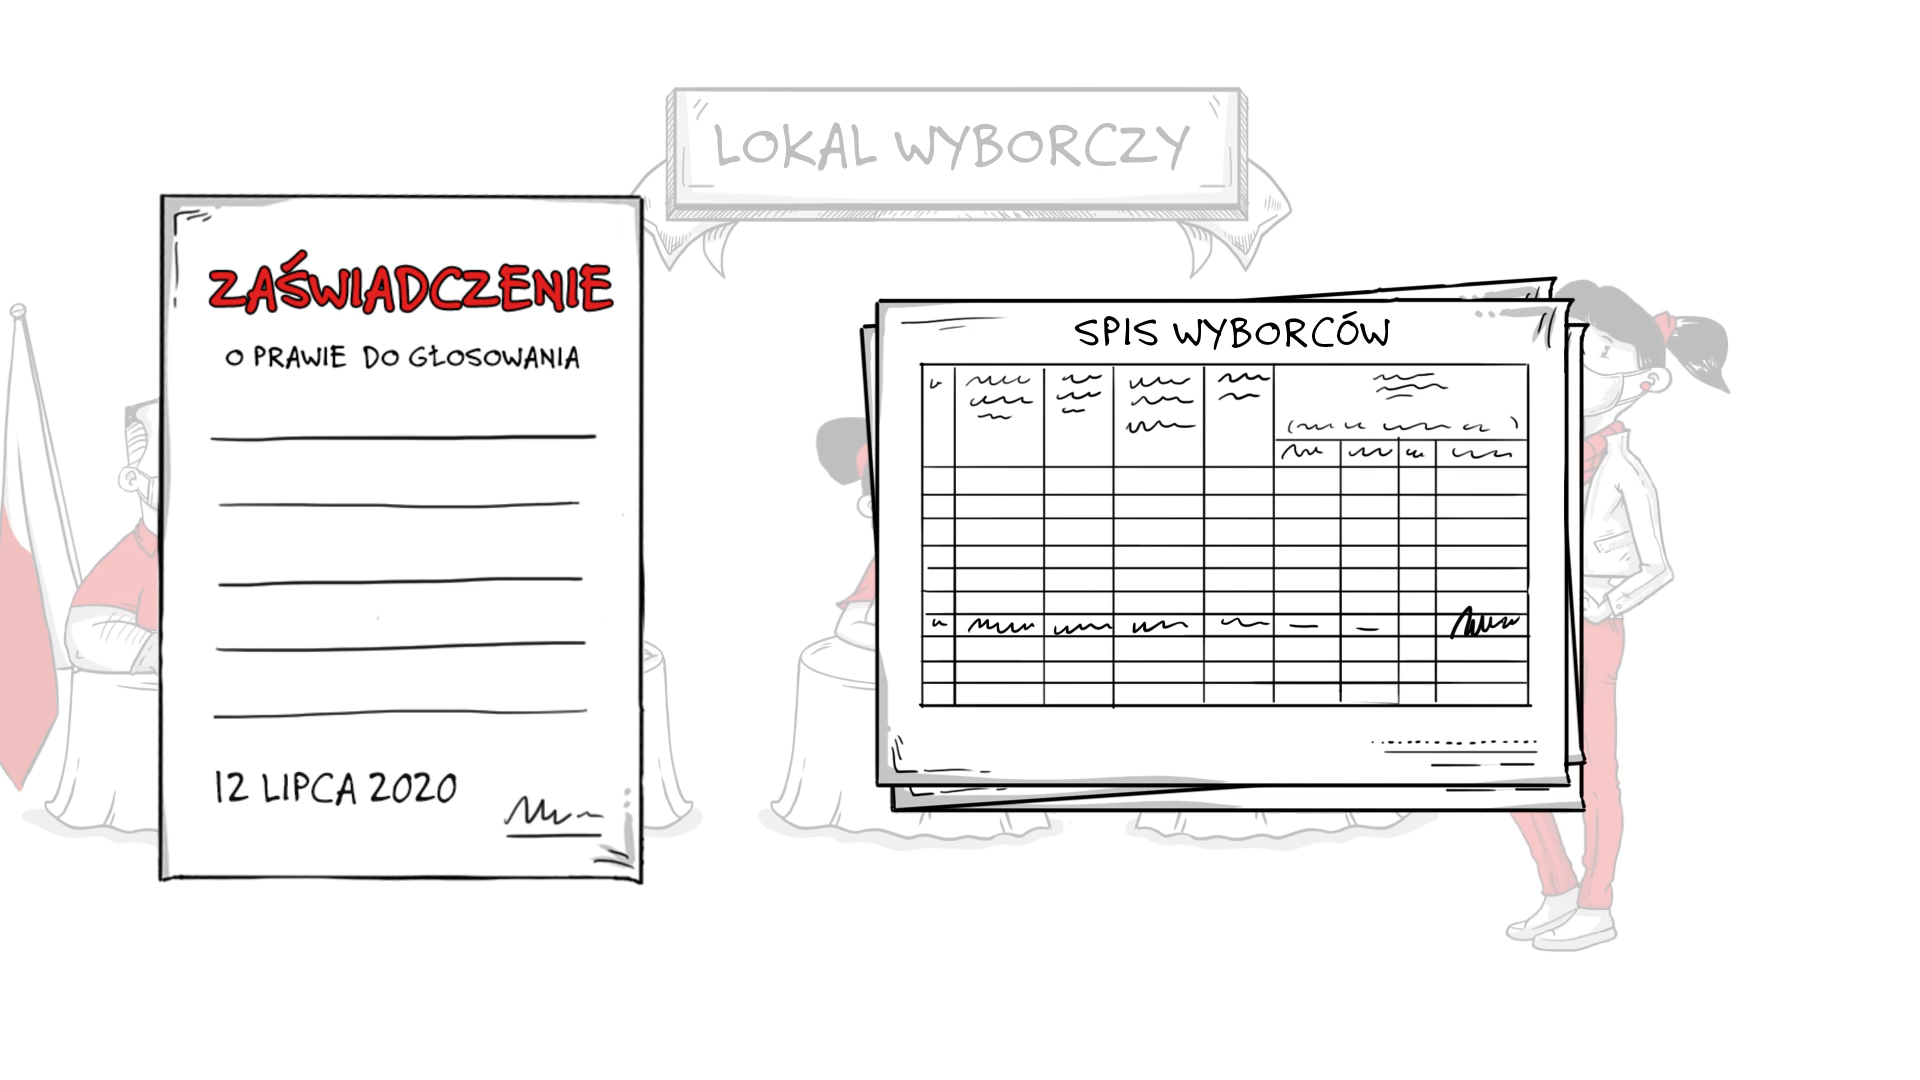 LOKAL WYBORCZY
ZAŚWIADCZENIE
O PRAWIE DO GŁOSOWANIA
12 LIPCA 2020
SPIS WYBORCÓW